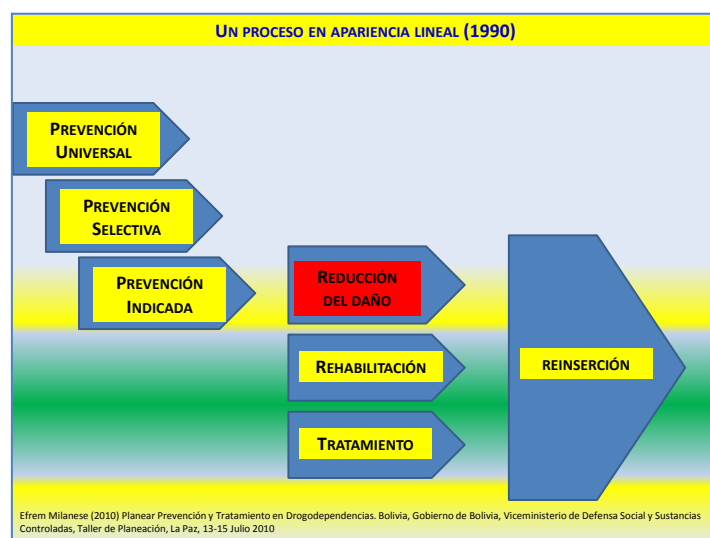 UN PROCESO EN APARIENCIA LINEAL (1990)
PREVENCIÓN
UNIVERSAL
PREVENCIÓN
SELECTIVA
PREVENCIÓN
INDICADA
REDUCCIÓN
DEL DAÑO
REHABILITACIÓN
REINSERCIÓN
TRATAMIENTO
Efrem Milanese (2010) Planear Prevención y Tratamiento en Drogodependencias. Bolivia, Gobierno de Bolivia, Viceministerio de Defensa Social y Sustancias
Controladas, Taller de Planeación, La Paz, 13-15 Julio 2010